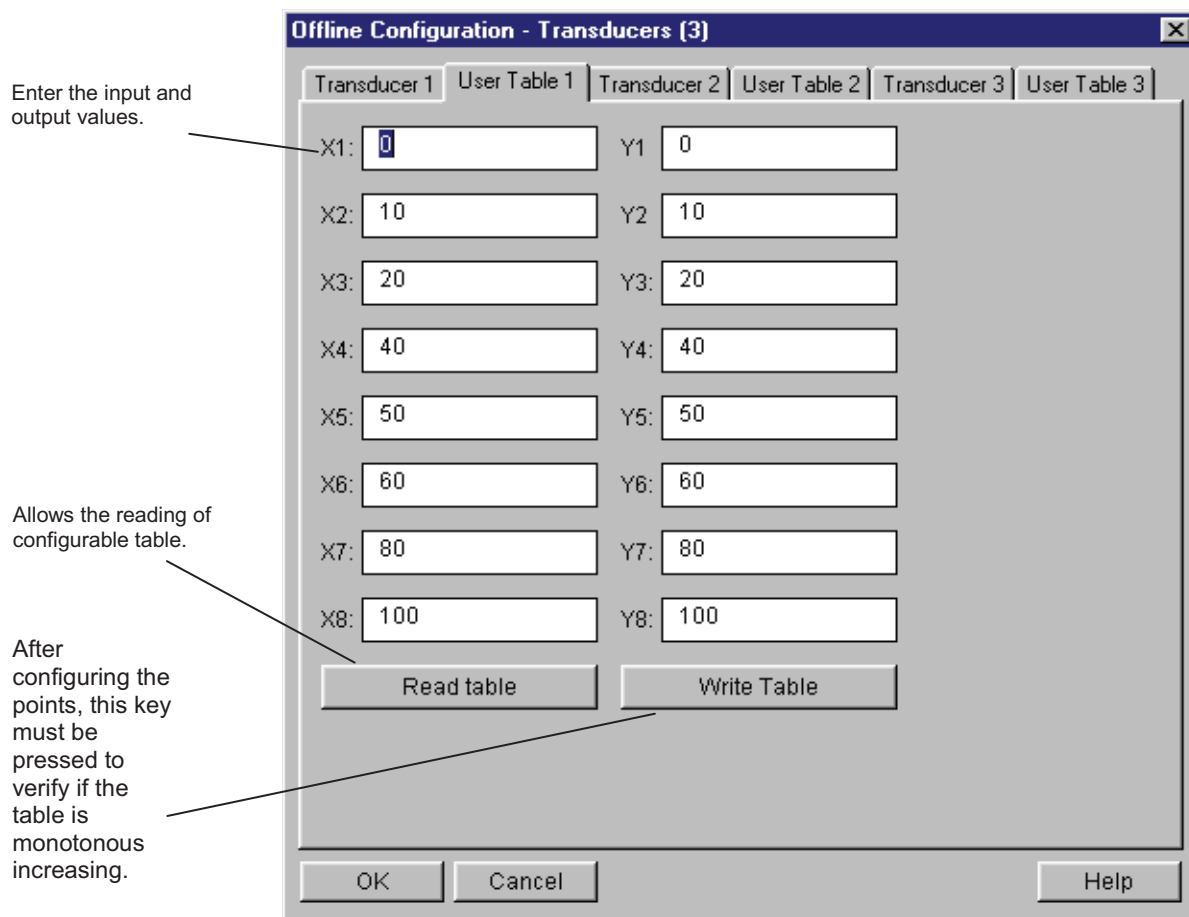 Offline Configuration - Transducers (3)
Transducer 1 User Table 1 Transducer 2 User Table 2 Transducer 3 User Table 3
Enter the input and
output values.
X1: 0 Y1 0
X2: 10 Y2 10
X3: 20 Y3: 20
X4: 40 Y4: 40
X5: 50 Y5: 50
X6: 60 Y6: 60
Allows the reading of
configurable table.
X7: 80 Y7: 80
X8: 100 Y8: 100
Read table Write Table
After
configuring the
points, this key
must be
pressed to
verify if the
table is
monotonous
increasing.
OK Cancel Help